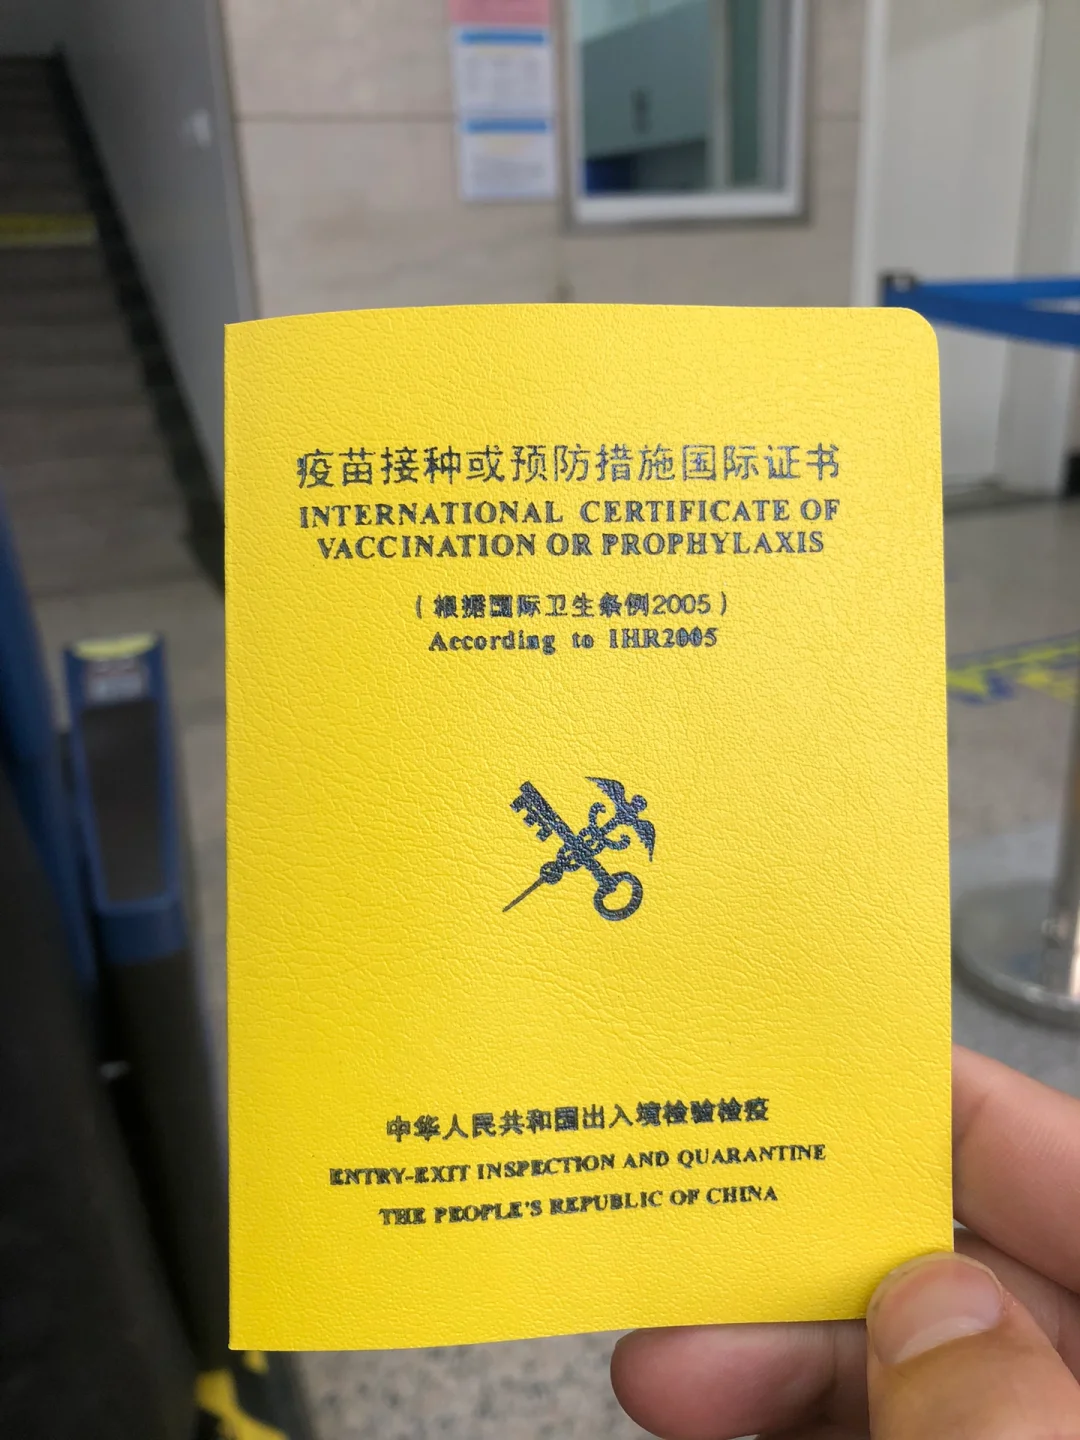 疫苗接种或预防措施国际证书
INTERNATIONAL CERTIFICATE OF
VACCINATION OR PROPHYLAXIS
（根据国际卫生条例2005）
According to IHR2005
中华人民共和国出入境检验检疫
ENTRY-EXIT INSPECTION AND QUARANTINE
THE PEOPLE'S REPUBLIC OF CHINA